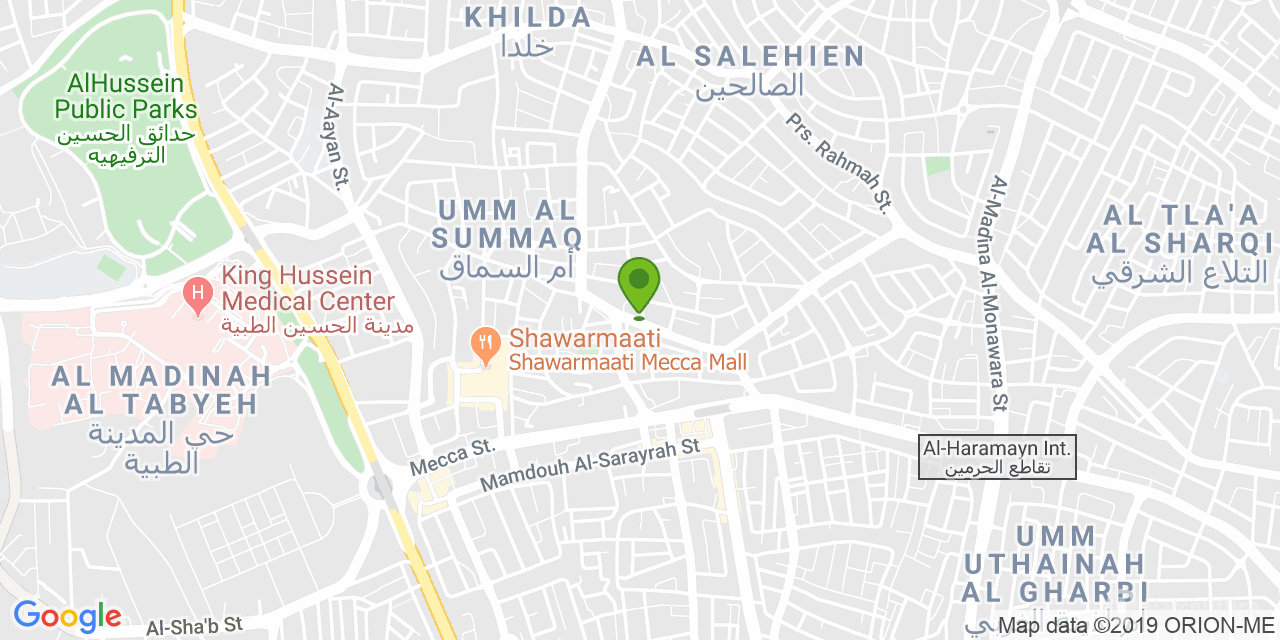 KHILDA
خلدا
AL SALEHIEN
الصالحين
AlHussein
Public Parks
حدائق الحسين
الترفيهيه
Al-Aayan St.
Prs. Rahmah St.
Al-Madina Al-Monawara St
UMM AL
SUMMAQ
أم السماق
AL TLA'A
AL SHARQI
التلاع الشرقي
King Hussein
Medical Center
مدينة الحسين الطبية
H
Shawarmaati
Shawarmaati Mecca Mall
AL MADINAH
AL TABYEH
حي المدينة
الطبية
Mecca St.
Mamdouh Al-Sarayrah St
Al-Haramayn Int.
تقاطع الحرمين
UMM
UTHAINAH
AL GHARBI
Google
Al-Sha'b St
Map data ©2019 ORION-ME